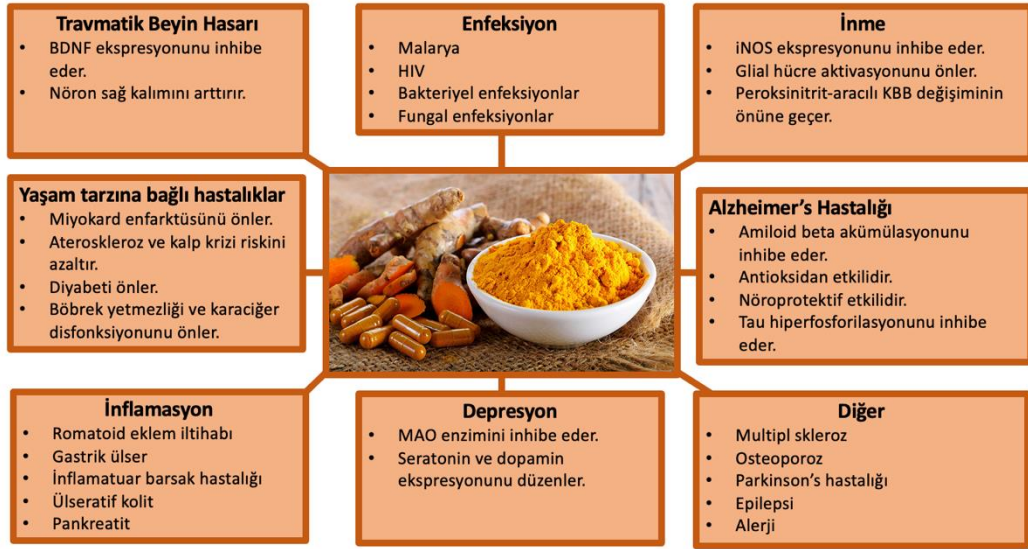 Travmatik Beyin Hasarı
• BDNF ekspresyonunu inhibe
eder.
• Nöron sağ kalımını arttırır.
Enfeksiyon
• Malarya
• HIV
• Bakteriyel enfeksiyonlar
• Fungal enfeksiyonlar
İnme
• iNOS ekspresyonunu inhibe eder.
• Glial hücre aktivasyonunu önler.
• Peroksinitrit-aracılı KBB değişiminin
önüne geçer.
Yaşam tarzına bağlı hastalıklar
• Miyokard enfarktüsünü önler.
• Ateroskleroz ve kalp krizi riskini
azaltır.
• Diyabeti önler.
• Böbrek yetmezliği ve karaciğer
disfonksiyonunu önler.
Alzheimer’s Hastalığı
• Amiloid beta akümülasyonunu
inhibe eder.
• Antioksidan etkilidir.
• Nöroprotektif etkilidir.
• Tau hiperfosforilasyonunu inhibe
eder.
İnflamasyon
• Romatoid eklem iltihabı
• Gastrik ülser
• İnflamatuar barsak hastalığı
• Ülseratif kolit
• Pankreatit
Depresyon
• MAO enzimini inhibe eder.
• Seratonin ve dopamin
ekspresyonunu düzenler.
Diğer
• Multipl skleroz
• Osteoporoz
• Parkinson’s hastalığı
• Epilepsi
• Alerji